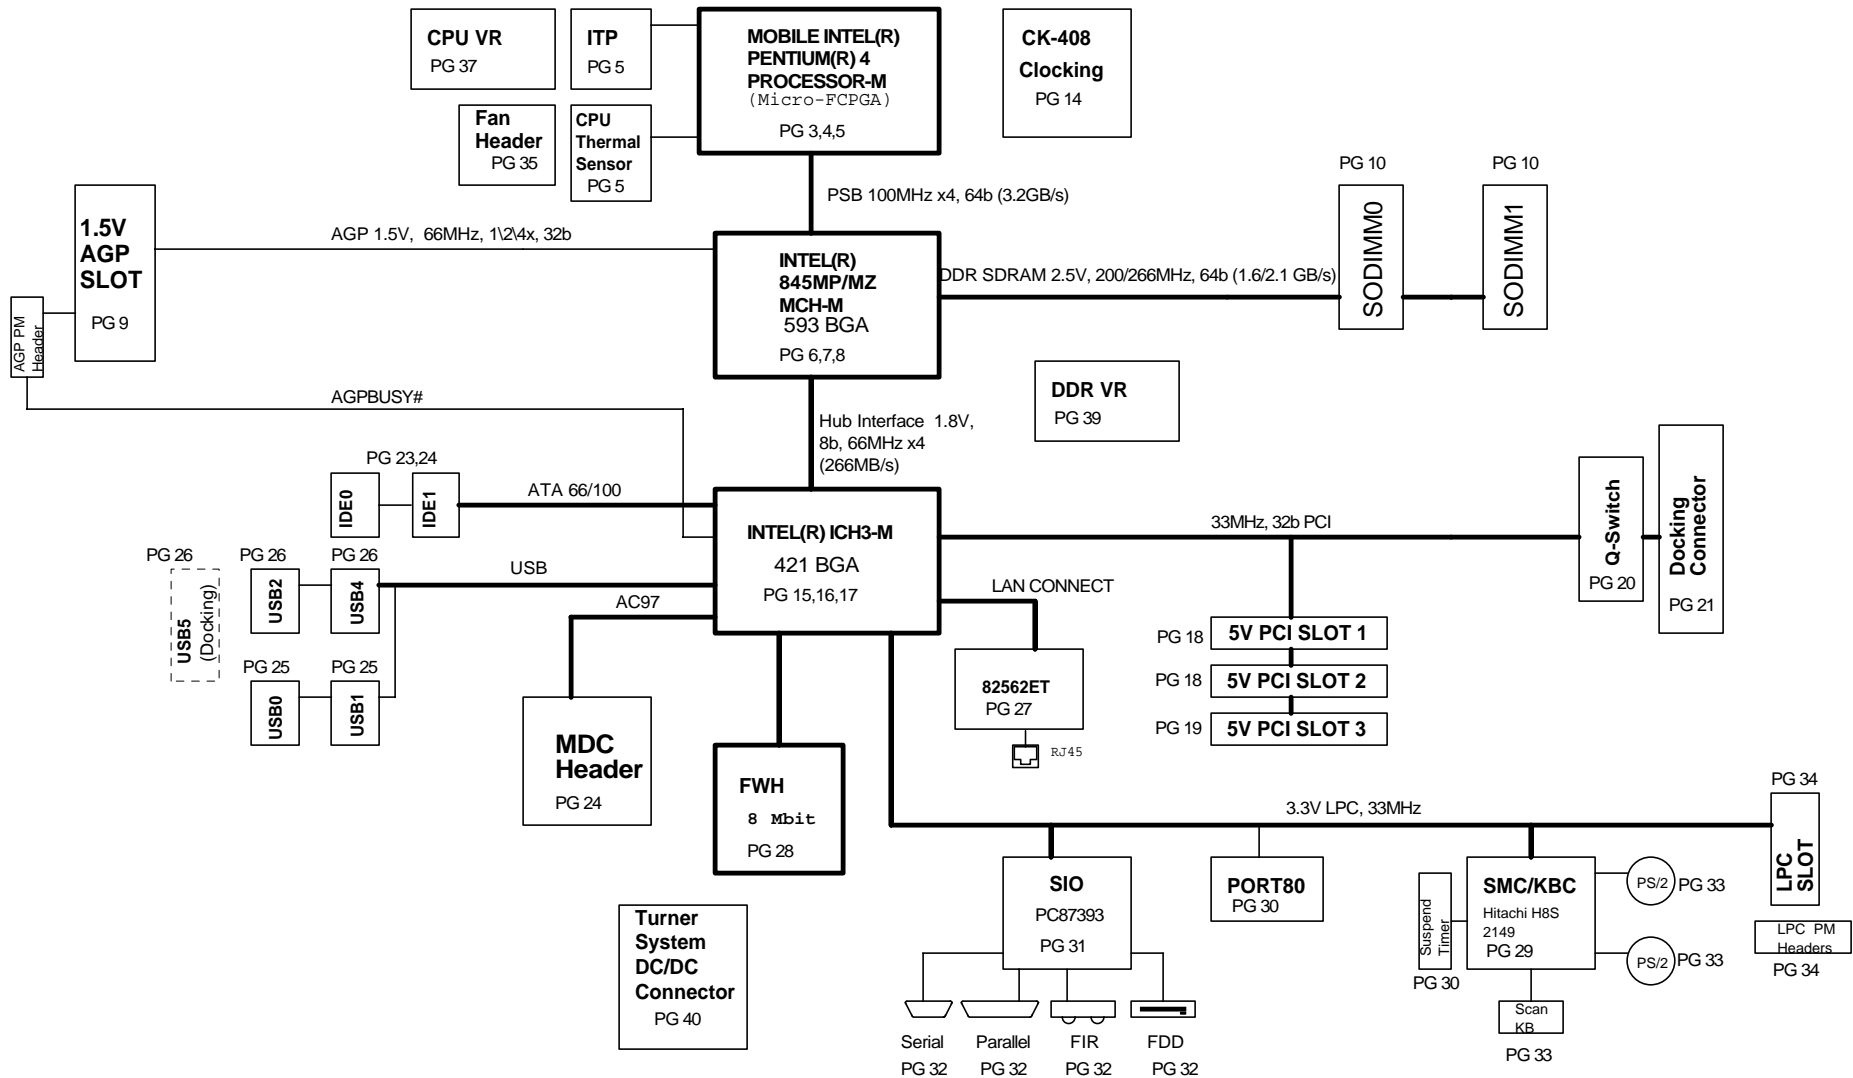 CPU VR
PG 37
ITP
PG 5
MOBILE INTEL(R)
PENTIUM(R) 4
PROCESSOR-M
(Micro-FCPGA)
PG 3,4,5
CK-408
Clocking
PG 14
Fan
Header
PG 35
CPU
Thermal
Sensor
PG 5
PSB 100MHz x4, 64b (3.2GB/s)
PG 10
PG 10
SODIMM0
SODIMM1
1.5V
AGP
SLOT
PG 9
AGP 1.5V, 66MHz, 1\2\4x, 32b
INTEL(R)
845MP/MZ
MCH-M
593 BGA
PG 6,7,8
DDR SDRAM 2.5V, 200/266MHz, 64b (1.6/2.1 GB/s)
AGP PM
Header
AGPBUSY#
DDR VR
PG 39
Hub Interface 1.8V,
8b, 66MHz x4
(266MB/s)
PG 23,24
IDE0
IDE1
ATA 66/100
INTEL(R) ICH3-M
421 BGA
PG 15,16,17
33MHz, 32b PCI
Q-Switch
PG 20
Docking
Connector
PG 21
PG 26
PG 26
PG 26
USB5
(Docking)
USB2
USB4
USB
AC97
LAN CONNECT
PG 25
PG 25
USB0
USB1
82562ET
PG 27
RJ45
PG 18
5V PCI SLOT 1
PG 18
5V PCI SLOT 2
PG 19
5V PCI SLOT 3
MDC
Header
PG 24
FWH
8 Mbit
PG 28
3.3V LPC, 33MHz
PG 34
LPC
SLOT
SIO
PC87393
PG 31
PORT80
PG 30
SMC/KBC
Hitachi H8S
2149
PG 29
PS/2
PG 33
PS/2
PG 33
Suspend
Timer
PG 30
LPC PM
Headers
PG 34
Scan
KB
PG 33
Turner
System
DC/DC
Connector
PG 40
Serial
PG 32
Parallel
PG 32
FIR
PG 32
FDD
PG 32